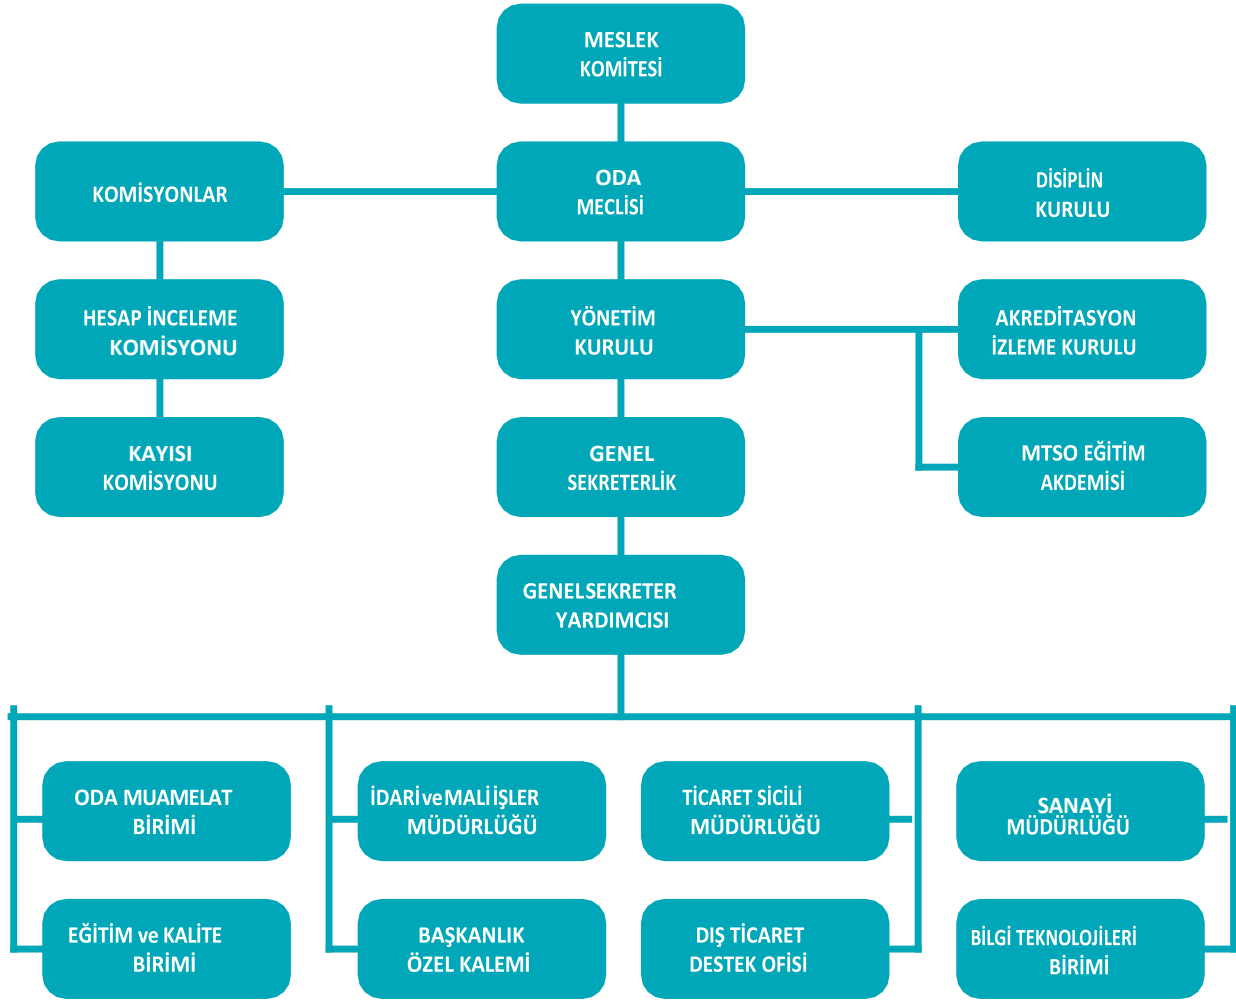 MESLEK
KOMİTESİ
KOMİSYONLAR
ODA
MECLİSİ
DİSİPLİN
KURULU
HESAP İNCELEME
KOMİSYONU
YÖNETİM
KURULU
AKREDİTASYON
İZLEME KURULU
KAYISI
KOMİSYONU
GENEL
SEKRETERLİK
MTSO EĞİTİM
AKDEMİSİ
GENELSEKRETER
YARDIMCISI
ODA MUAMELAT
BİRİMİ
İDARİ ve MALİ İŞLER
MÜDÜRLÜĞÜ
TİCARET SİCİLİ
MÜDÜRLÜĞÜ
SANAYİ
MÜDÜRLÜĞÜ
EĞİTİM ve KALİTE
BİRİMİ
BAŞKANLIK
ÖZEL KALEMİ
DIŞ TİCARET
DESTEK OFİSİ
BİLGİ TEKNOLOJİLERİ
BİRİMİ